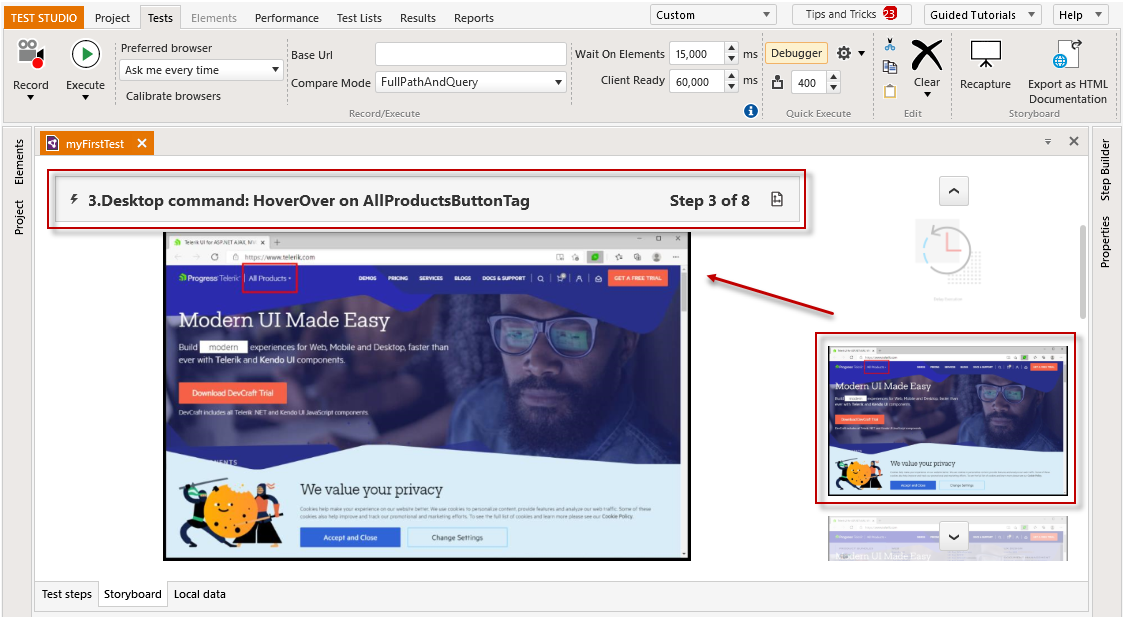 TEST STUDIO Project Tests Elements Performance Test Lists Results Reports Custom Tips and Tricks 23 Guided Tutorials Help
Record
Execute
Preferred browser
Ask me every time
Calibrate browsers
Base Url
Compare Mode FullPathAndQuery
Record/Execute
Wait On Elements 15,000 ms
Client Ready 60,000 ms
Debugger
400
Quick Execute
Clear
Edit
Recapture
Export as HTML
Documentation
Storyboard
Elements
Project
myFirstTest
Step Builder
Properties
3.Desktop command: HoverOver on AllProductsButtonTag Step 3 of 8
Telerik UI for ASP.NET AJAX, MV
https://www.telerik.com
Progress Telerik All Products DEMOS PRICING SERVICES BLOGS DOCS & SUPPORT GET A FREE TRIAL
Modern UI Made Easy
Build modern experiences for Web, Mobile and Desktop, faster than
ever with Telerik and Kendo UI components.
Download DevCraft Trial
DevCraft includes all Telerik .NET and Kendo UI JavaScript components
We value your privacy
Cookies help make your experience on our website better. We use cookies to personalize content provide features and analyze our web traffic. Some of these
cookies also help improve and track our promotional and marketing efforts. To see the full list of cookies and learn more please see our Cookie Policy.
Accept and Close Change Settings
Modern UI Made Easy
We value your privacy
Accept and Close Change Settings
Modern UI Made Easy
Test steps Storyboard Local data